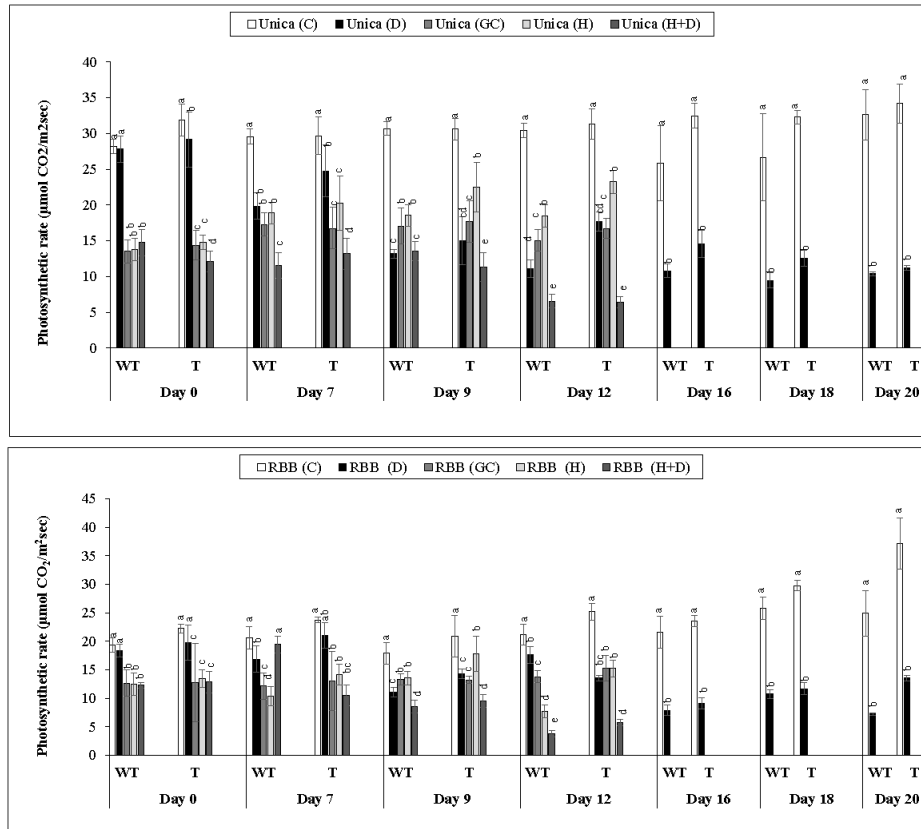 Unica (C) Unica (D) Unica (GC) Unica (H) Unica (H+D)
Photosynthetic rate (µmol CO2/m2sec)
40
35
30
25
20
15
10
5
0
a a b b b a b c c d a b b b c a b c c d a c b b b a cd c b e a d c b e a cd d b e a b a b a b a b a b a b
WT T WT T WT T WT T WT T WT T WT T
Day 0 Day 7 Day 9 Day 12 Day 16 Day 18 Day 20
RBB (C) RBB (D) RBB (GC) RBB (H) RBB (H+D)
Photosynthetic rate (µmol CO₂/m²sec)
45
40
35
30
25
20
15
10
5
0
a a b b b a b c c c a b c d a a a b b bc a c b b d a c c a d a b c d e a bc b b d a b a b a b a b a b a b
WT T WT T WT T WT T WT T WT T WT T
Day 0 Day 7 Day 9 Day 12 Day 16 Day 18 Day 20